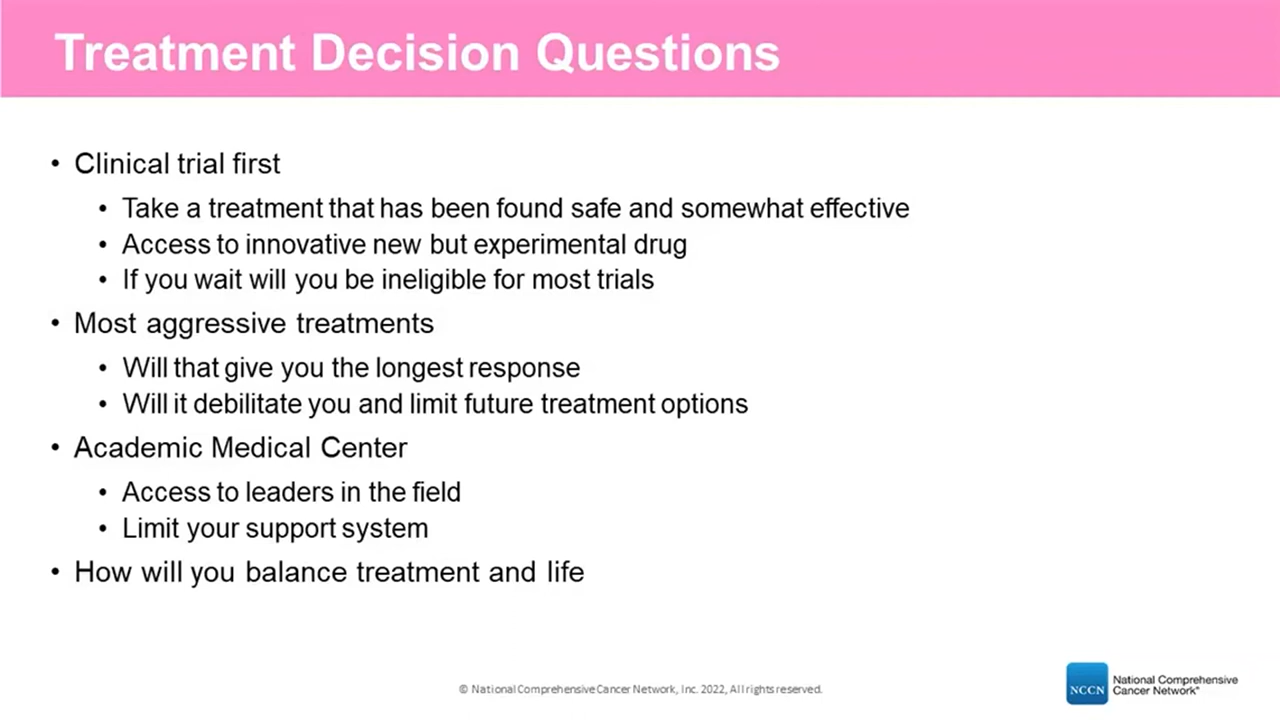 Treatment Decision Questions
• Clinical trial first
• Take a treatment that has been found safe and somewhat effective
• Access to innovative new but experimental drug
• If you wait will you be ineligible for most trials
• Most aggressive treatments
• Will that give you the longest response
• Will it debilitate you and limit future treatment options
• Academic Medical Center
• Access to leaders in the field
• Limit your support system
• How will you balance treatment and life
© National Comprehensive Cancer Network, Inc. 2022, All rights reserved.
NCCN
National Comprehensive
Cancer Network®